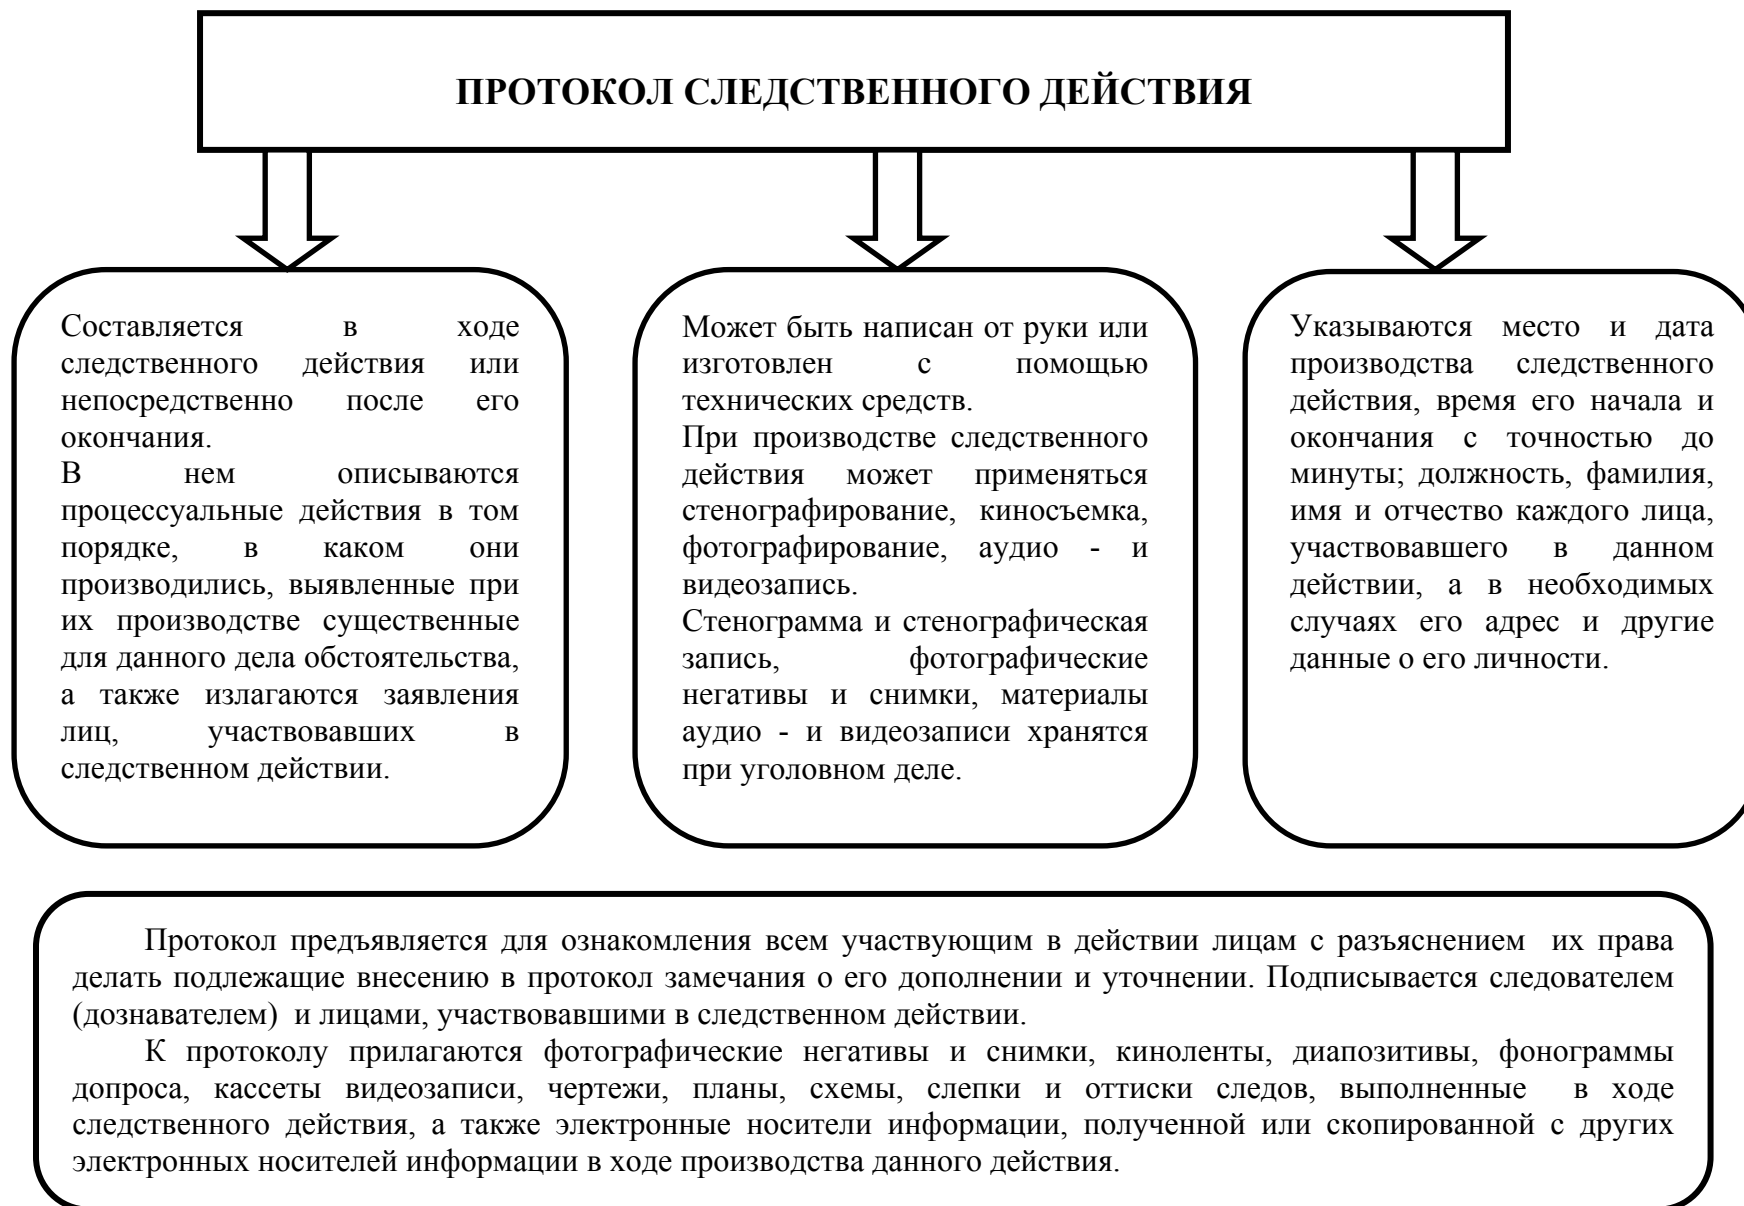 ПРОТОКОЛ СЛЕДСТВЕННОГО ДЕЙСТВИЯ
Составляется в ходе
следственного действия или
непосредственно после его
окончания.
В нем описываются
процессуальные действия в том
порядке, в каком они
производились, выявленные при
их производстве существенные
для данного дела обстоятельства,
а также излагаются заявления
лиц, участвовавших в
следственном действии.
Может быть написан от руки или
изготовлен с помощью
технических средств.
При производстве следственного
действия может применяться
стенографирование, киносъемка,
фотографирование, аудио - и
видеозапись.
Стенограмма и стенографическая
запись, фотографические
негативы и снимки, материалы
аудио - и видеозаписи хранятся
при уголовном деле.
Указываются место и дата
производства следственного
действия, время его начала и
окончания с точностью до
минуты; должность, фамилия,
имя и отчество каждого лица,
участвовавшего в данном
действии, а в необходимых
случаях его адрес и другие
данные о его личности.
Протокол предъявляется для ознакомления всем участвующим в действии лицам с разъяснением их права
делать подлежащие внесению в протокол замечания о его дополнении и уточнении. Подписывается следователем
(дознавателем) и лицами, участвовавшими в следственном действии.
К протоколу прилагаются фотографические негативы и снимки, киноленты, диапозитивы, фонограммы
допроса, кассеты видеозаписи, чертежи, планы, схемы, слепки и оттиски следов, выполненные в ходе
следственного действия, а также электронные носители информации, полученной или скопированной с других
электронных носителей информации в ходе производства данного действия.